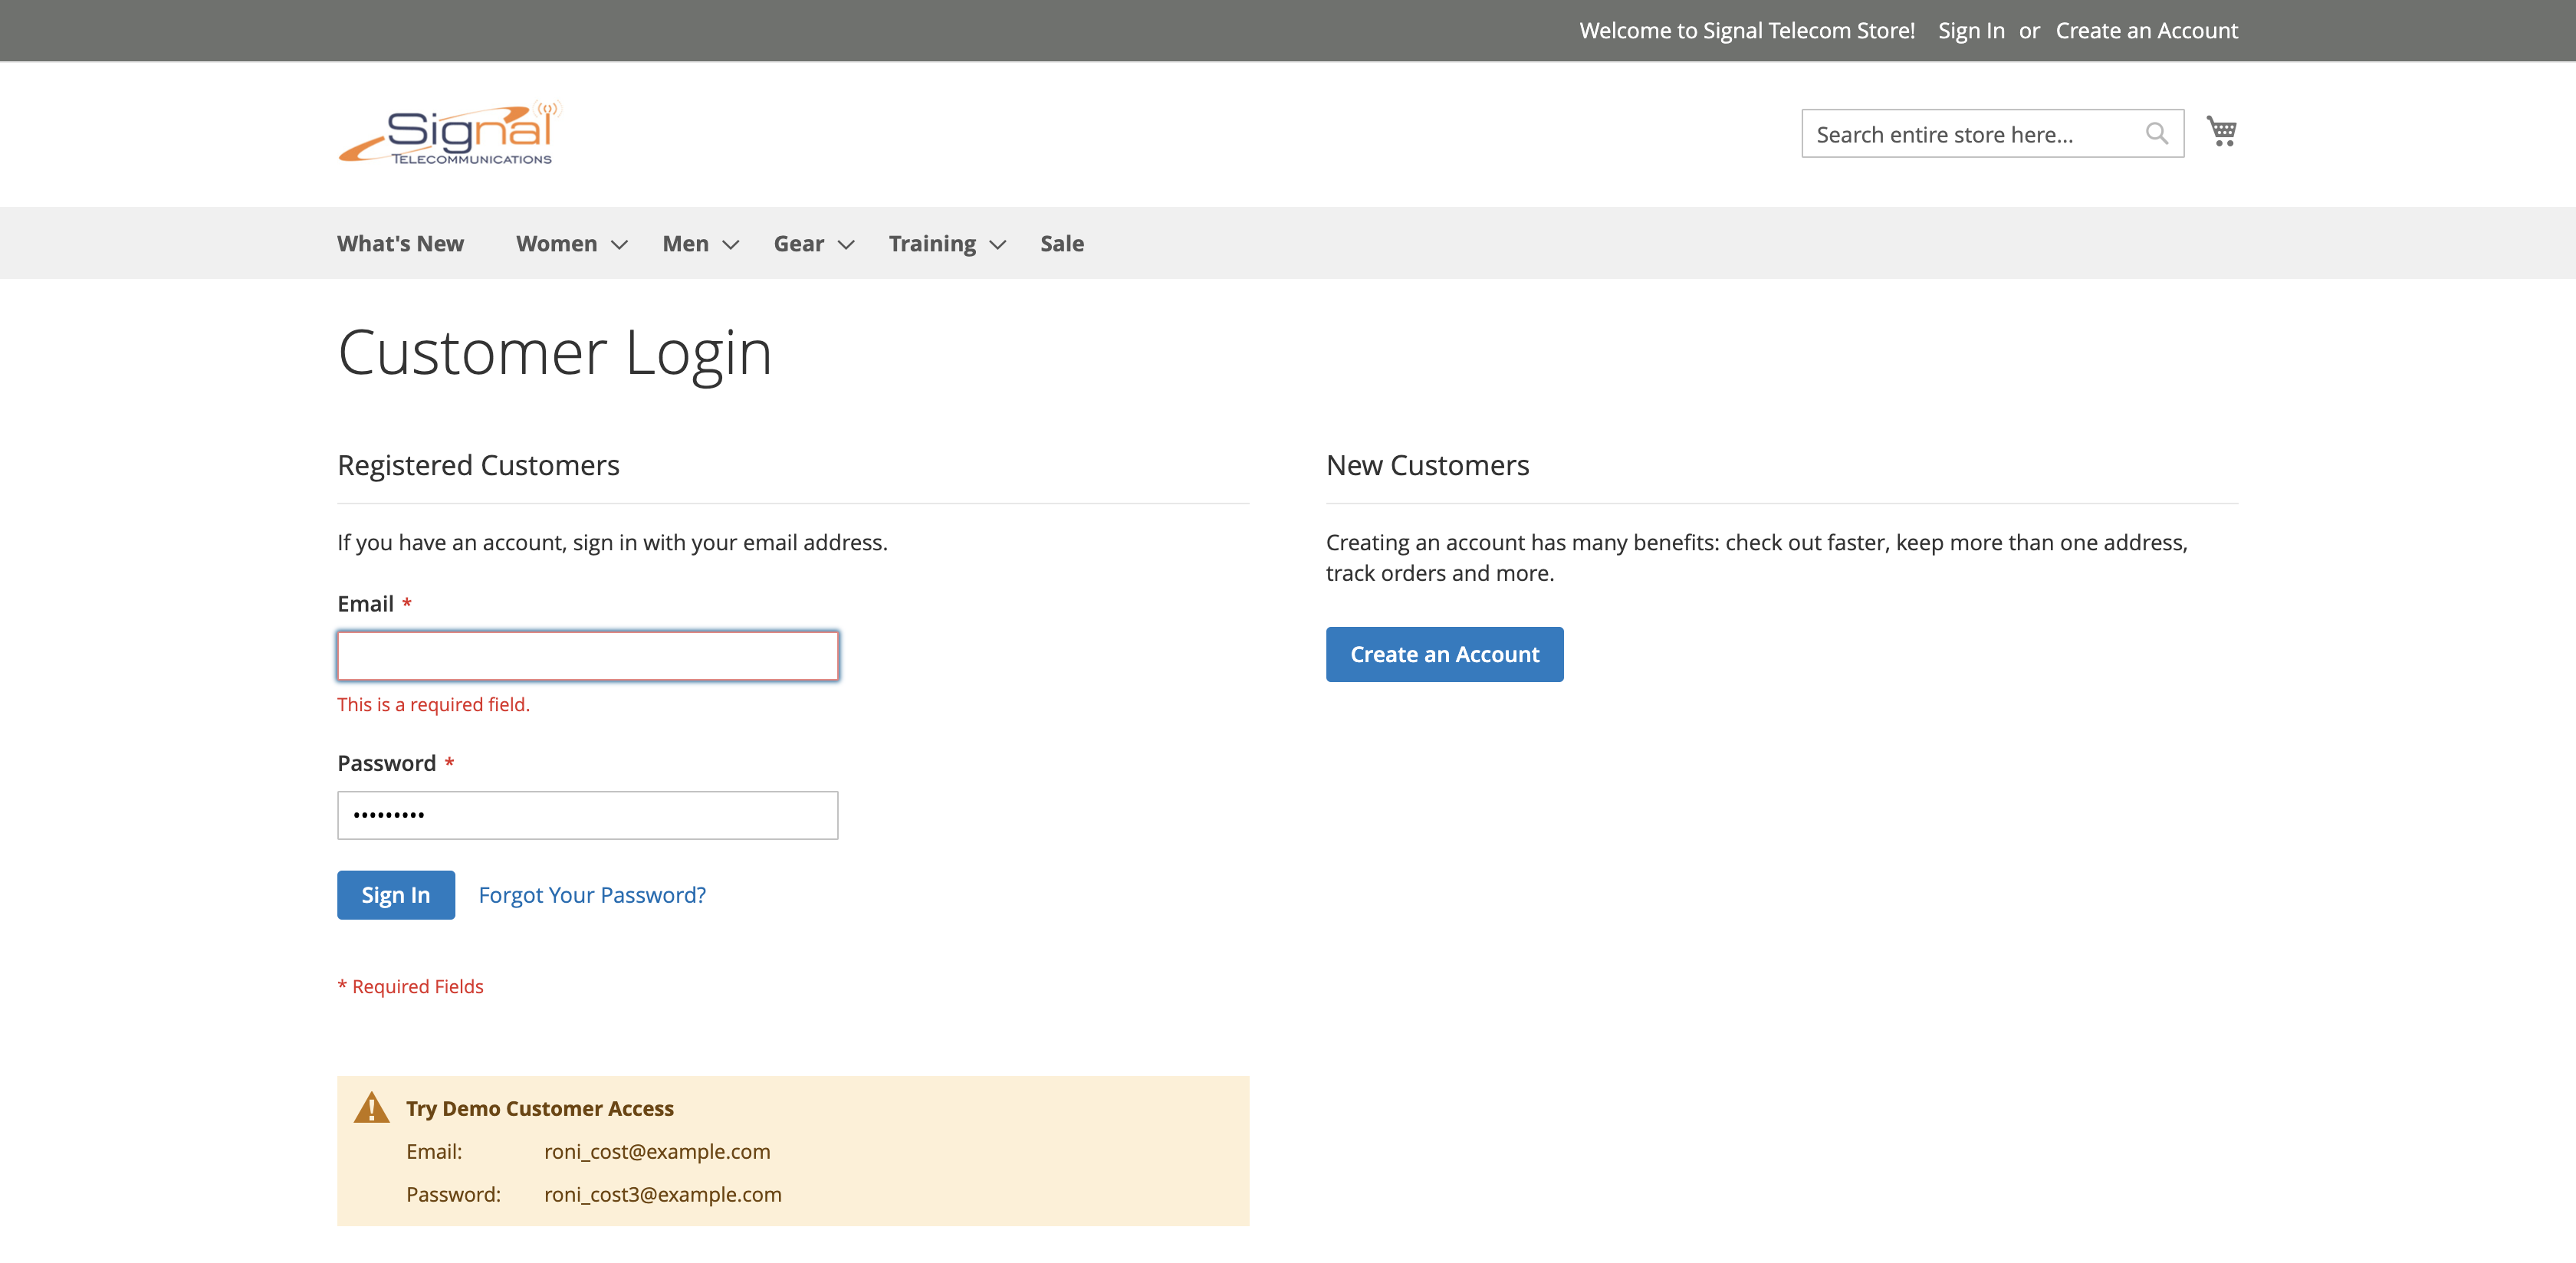 Welcome to Signal Telecom Store! Sign In or Create an Account
Signal
TELECOMMUNICATIONS
Search entire store here...
What's New Women Men Gear Training Sale
Customer Login
Registered Customers
If you have an account, sign in with your email address.
Email *
This is a required field.
Password *
•••••••••
Sign In Forgot Your Password?
* Required Fields
New Customers
Creating an account has many benefits: check out faster, keep more than one address,
track orders and more.
Create an Account
Try Demo Customer Access
Email: roni_cost@example.com
Password: roni_cost3@example.com